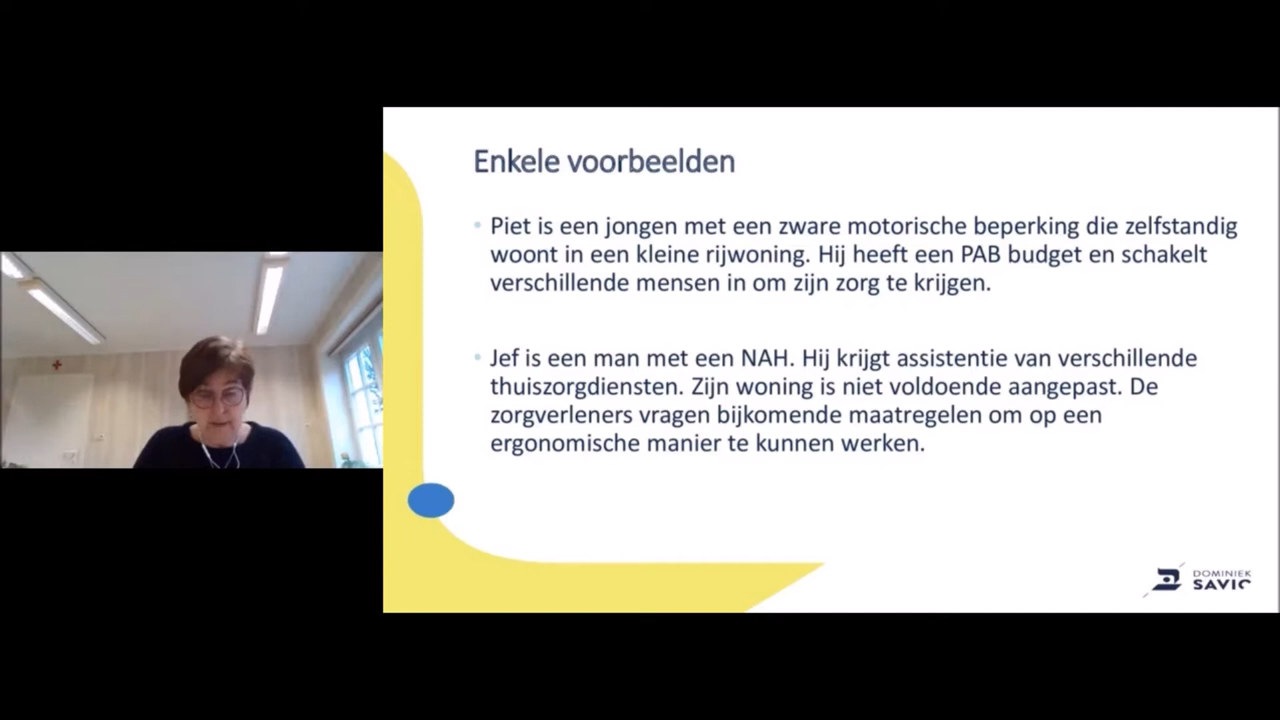 Enkele voorbeelden
• Piet is een jongen met een zware motorische beperking die zelfstandig
woont in een kleine rijwoning. Hij heeft een PAB budget en schakelt
verschillende mensen in om zijn zorg te krijgen.
• Jef is een man met een NAH. Hij krijgt assistentie van verschillende
thuiszorgdiensten. Zijn woning is niet voldoende aangepast. De
zorgverleners vragen bijkomende maatregelen om op een
ergonomische manier te kunnen werken.
DOMINIEK
SAVIO